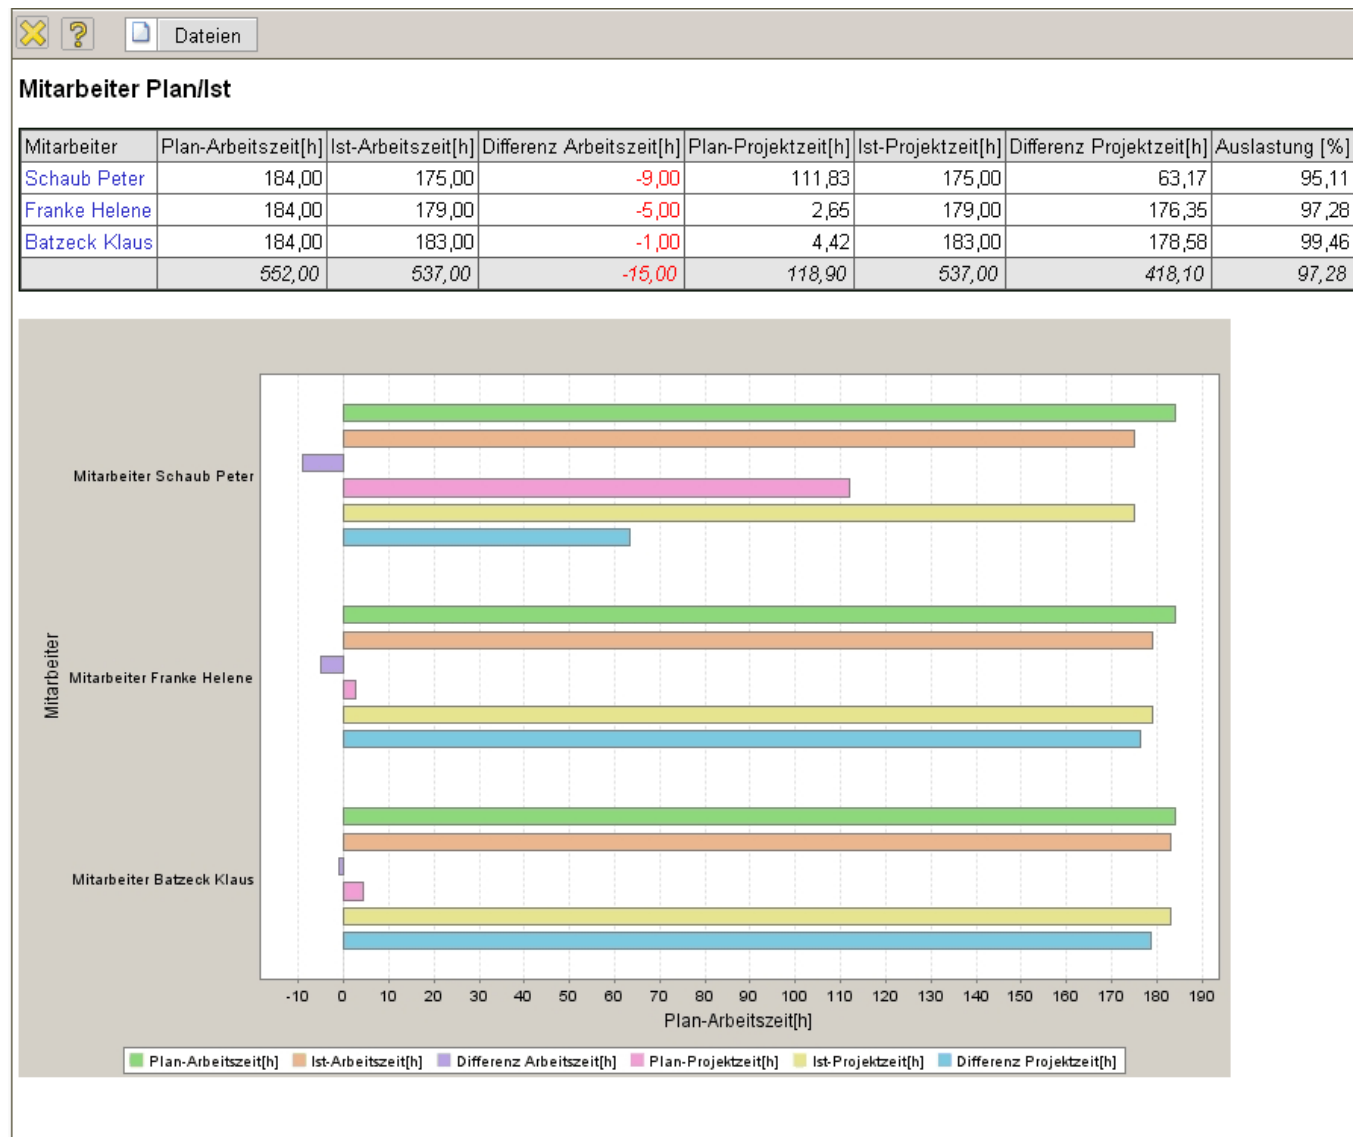 Dateien
Mitarbeiter Plan/Ist
Mitarbeiter Plan-Arbeitszeit[h] Ist-Arbeitszeit[h] Differenz Arbeitszeit[h] Plan-Projektzeit[h] Ist-Projektzeit[h] Differenz Projektzeit[h] Auslastung [%]
Schaub Peter 184,00 175,00 -9,00 111,83 175,00 63,17 95,11
Franke Helene 184,00 179,00 -5,00 2,65 179,00 176,35 97,28
Batzeck Klaus 184,00 183,00 -1,00 4,42 183,00 178,58 99,46
552,00 537,00 -15,00 118,90 537,00 418,10 97,28
Mitarbeiter Schaub Peter
Mitarbeiter
Mitarbeiter Franke Helene
Mitarbeiter Batzeck Klaus
-10 0 10 20 30 40 50 60 70 80 90 100 110 120 130 140 150 160 170 180 190
Plan-Arbeitszeit[h]
Plan-Arbeitszeit[h] Ist-Arbeitszeit[h] Differenz Arbeitszeit[h] Plan-Projektzeit[h] Ist-Projektzeit[h] Differenz Projektzeit[h]